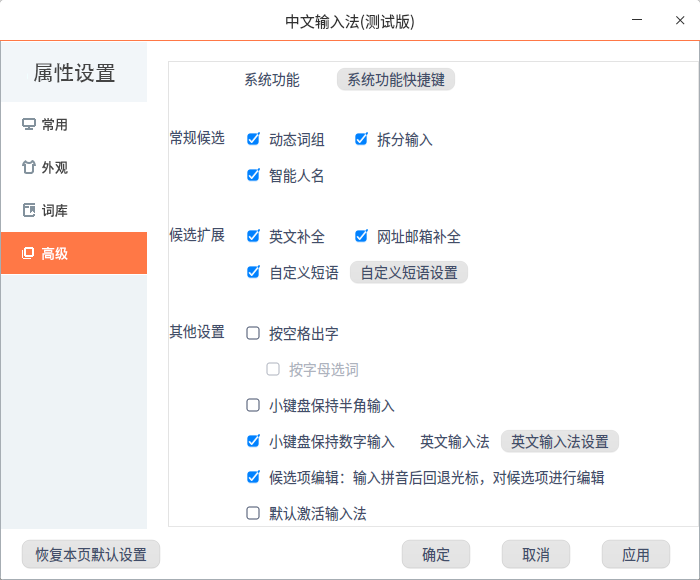 中文输入法(测试版)
属性设置
常用
外观
词库
高级
系统功能 系统功能快捷键
常规候选 动态词组 拆分输入
智能人名
候选扩展 英文补全 网址邮箱补全
自定义短语 自定义短语设置
其他设置 按空格出字
按字母选词
小键盘保持半角输入
小键盘保持数字输入 英文输入法 英文输入法设置
候选项编辑：输入拼音后回退光标，对候选项进行编辑
默认激活输入法
恢复本页默认设置 确定 取消 应用